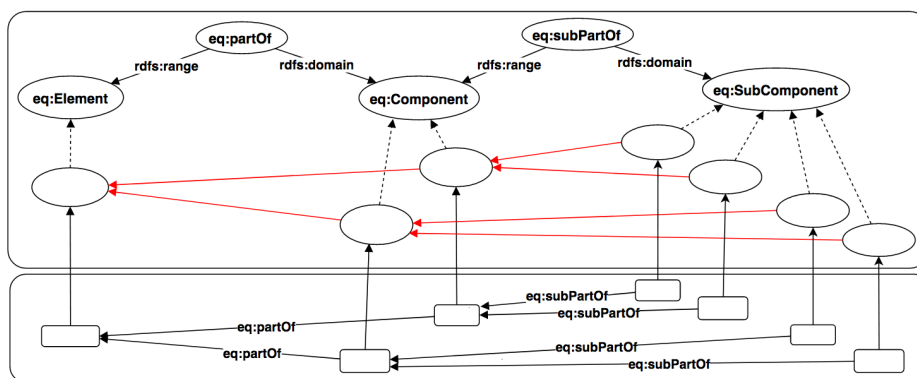 eq:partOf
eq:subPartOf
rdfs:range
rdfs:domain
rdfs:range
rdfs:domain
eq:Element
eq:Component
eq:SubComponent
eq:subPartOf
eq:subPartOf
eq:partOf
eq:partOf
eq:subPartOf
eq:subPartOf